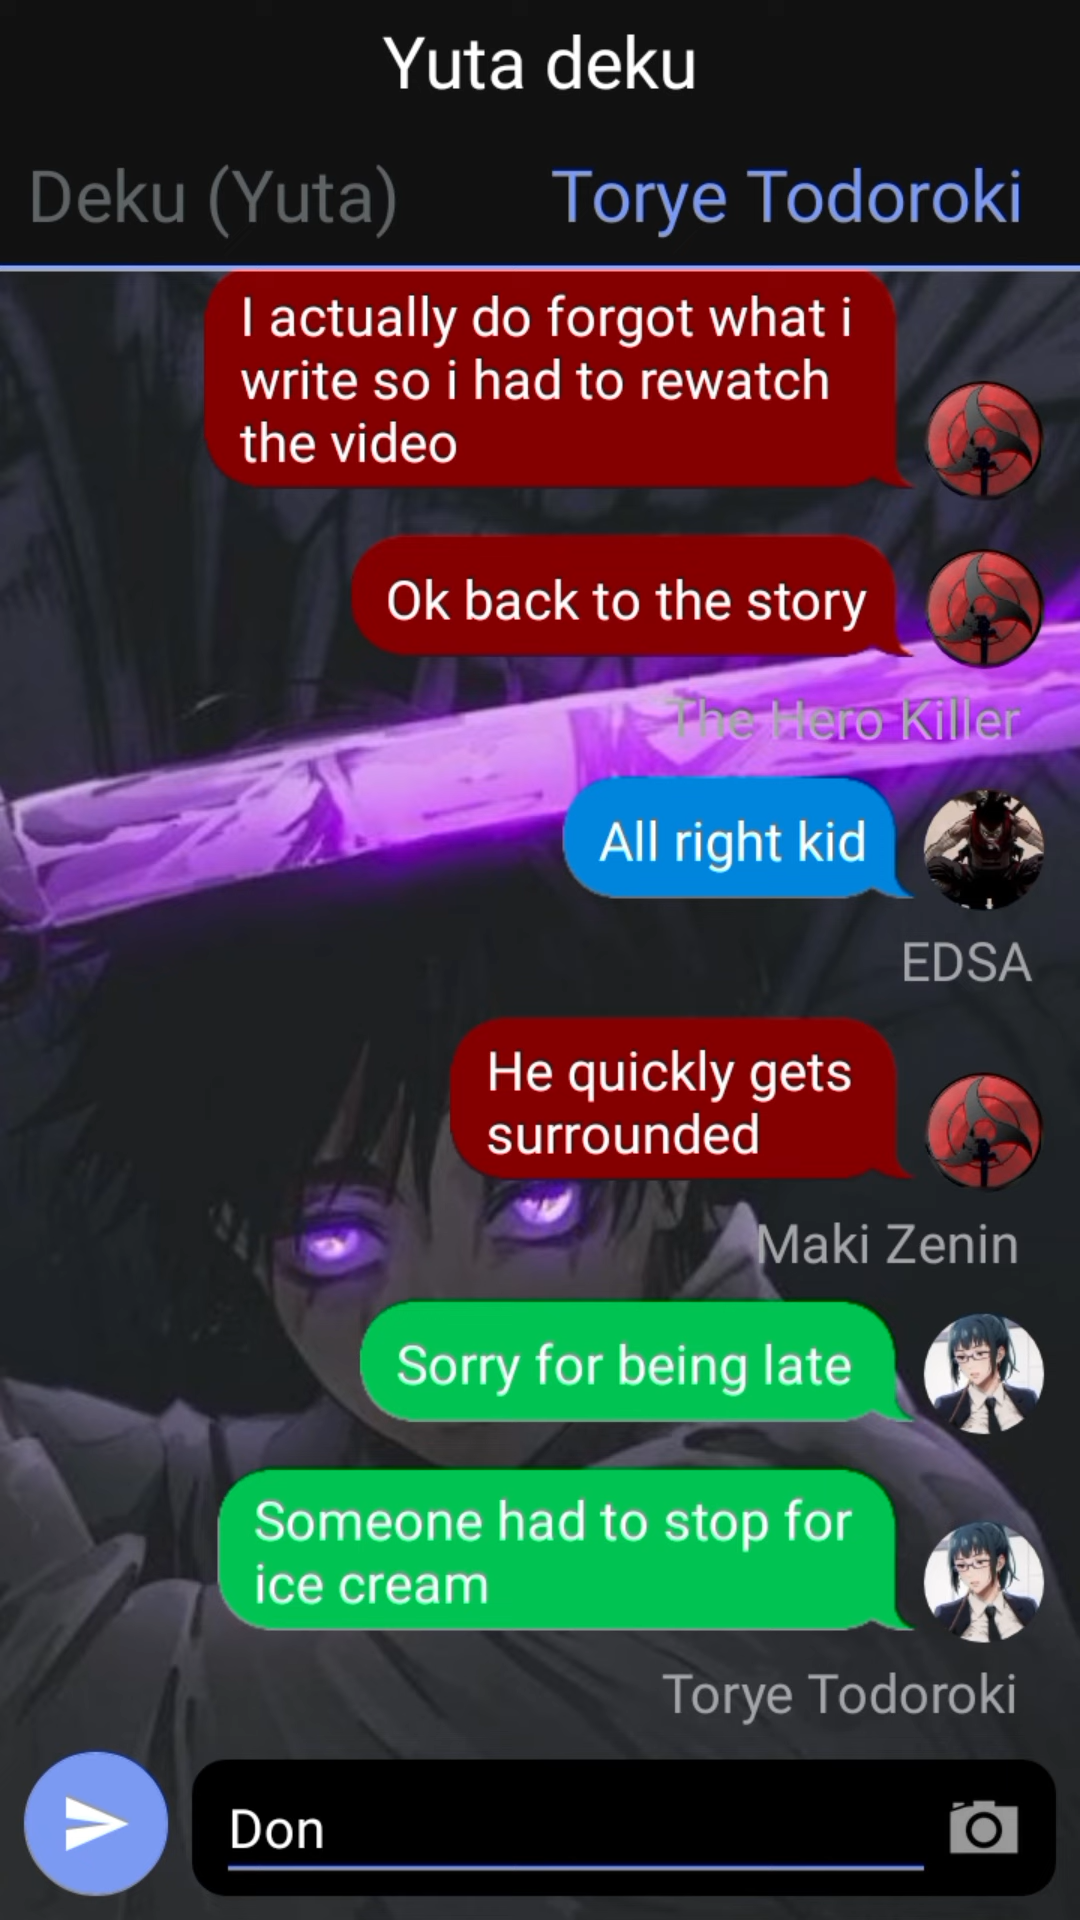 Yuta deku
Deku (Yuta)
Torye Todoroki
I actually do forgot what i
write so i had to rewatch
the video
Ok back to the story
The Hero Killer
All right kid
EDSA
He quickly gets
surrounded
Maki Zenin
Sorry for being late
Someone had to stop for
ice cream
Torye Todoroki
Don